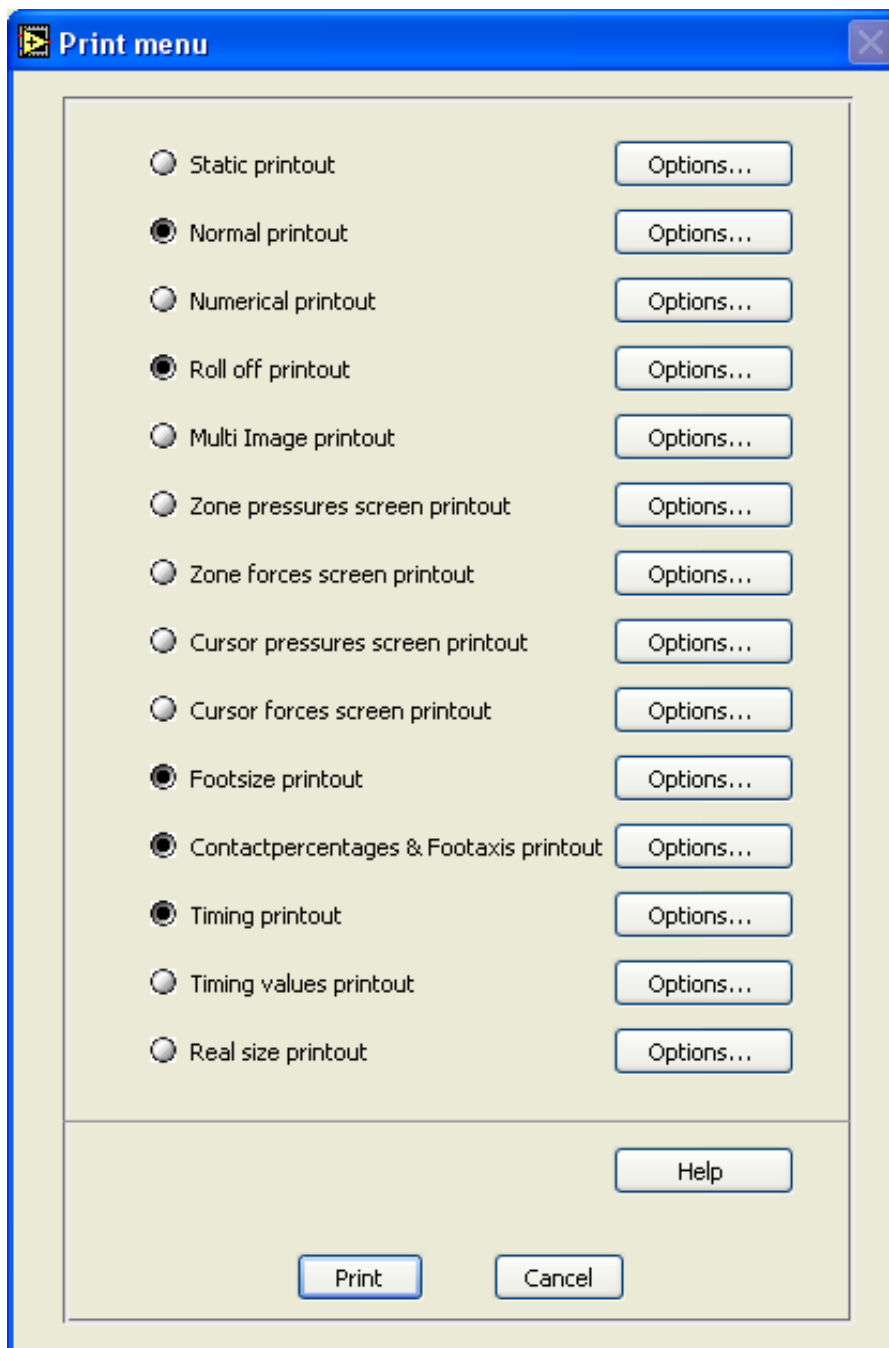 Print menu
Static printout Options...
Normal printout Options...
Numerical printout Options...
Roll off printout Options...
Multi Image printout Options...
Zone pressures screen printout Options...
Zone forces screen printout Options...
Cursor pressures screen printout Options...
Cursor forces screen printout Options...
Footsize printout Options...
Contactpercentages & Footaxis printout Options...
Timing printout Options...
Timing values printout Options...
Real size printout Options...
Help
Print Cancel